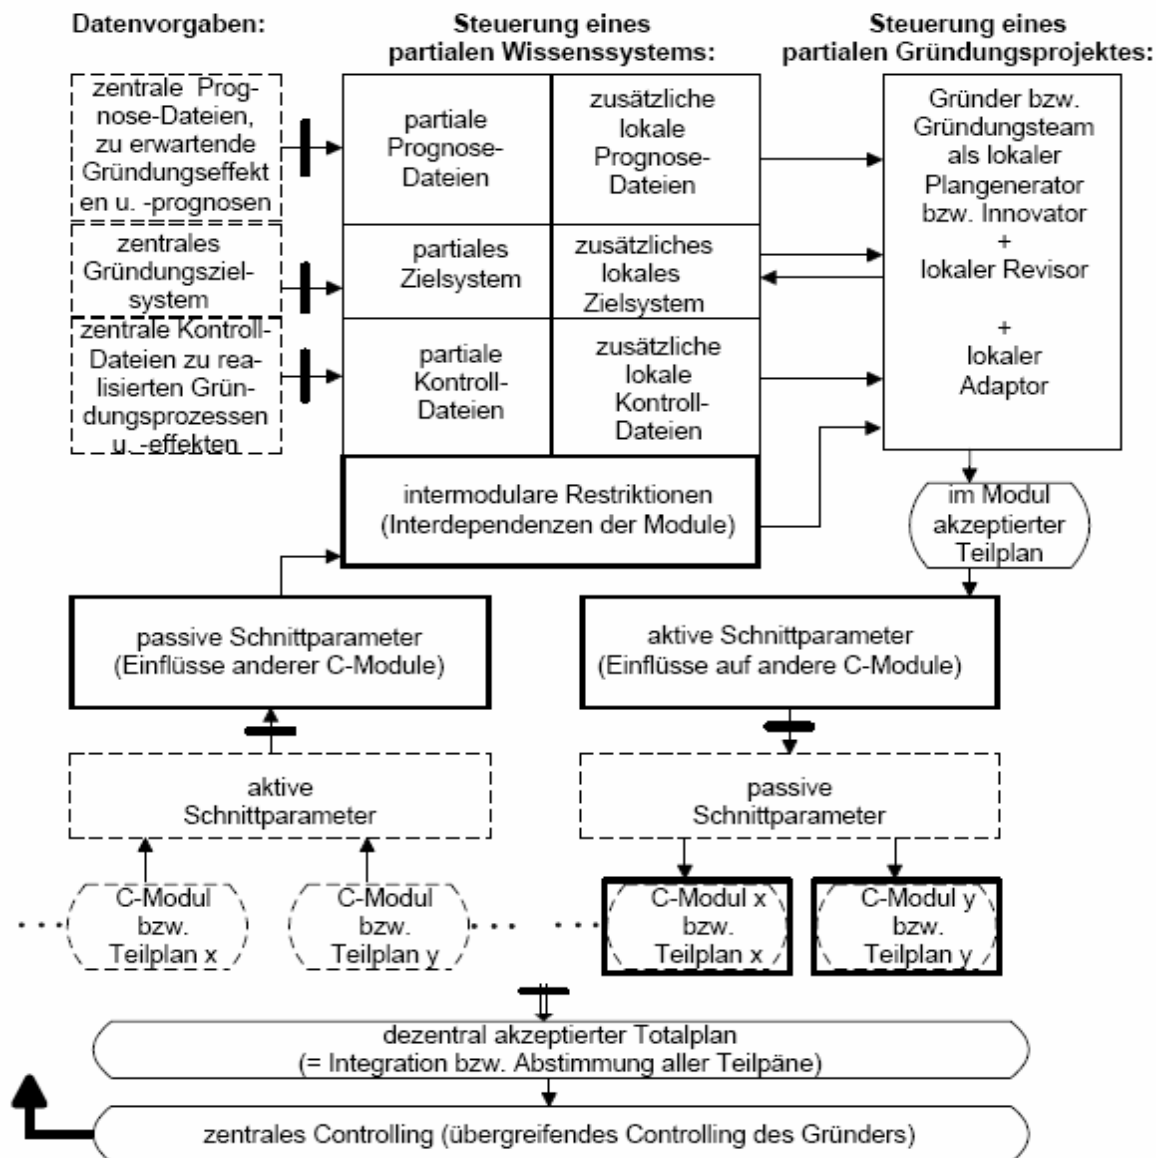 Datenvorgaben:
Steuerung eines
partialen Wissenssystems:
Steuerung eines
partialen Gründungsprojektes:
zentrale Prog-
nose-Dateien,
zu erwartende
Gründungseffekt
en u. -prognosen
partiale
Prognose-
Dateien
zusätzliche
lokale
Prognose-
Dateien
Gründer bzw.
Gründungsteam
als lokaler
Plangenerator
bzw. Innovator
+
lokaler Revisor
+
lokaler
Adaptor
zentrales
Gründungsziel-
system
partiales
Zielsystem
zusätzliches
lokales
Zielsystem
zentrale Kontroll-
Dateien zu rea-
lisierten Grün-
dungsprozessen
u. -effekten
partiale
Kontroll-
Dateien
zusätzliche
lokale
Kontroll-
Dateien
intermodulare Restriktionen
(Interdependenzen der Module)
im Modul
akzeptierter
Teilplan
passive Schnittparameter
(Einflüsse anderer C-Module)
aktive Schnittparameter
(Einflüsse auf andere C-Module)
aktive
Schnittparameter
passive
Schnittparameter
C-Modul
bzw.
Teilplan x
C-Modul
bzw.
Teilplan y
C-Modul x
bzw.
Teilplan x
C-Modul y
bzw.
Teilplan y
dezentral akzeptierter Totalplan
(= Integration bzw. Abstimmung aller Teilpäne)
zentrales Controlling (übergreifendes Controlling des Gründers)